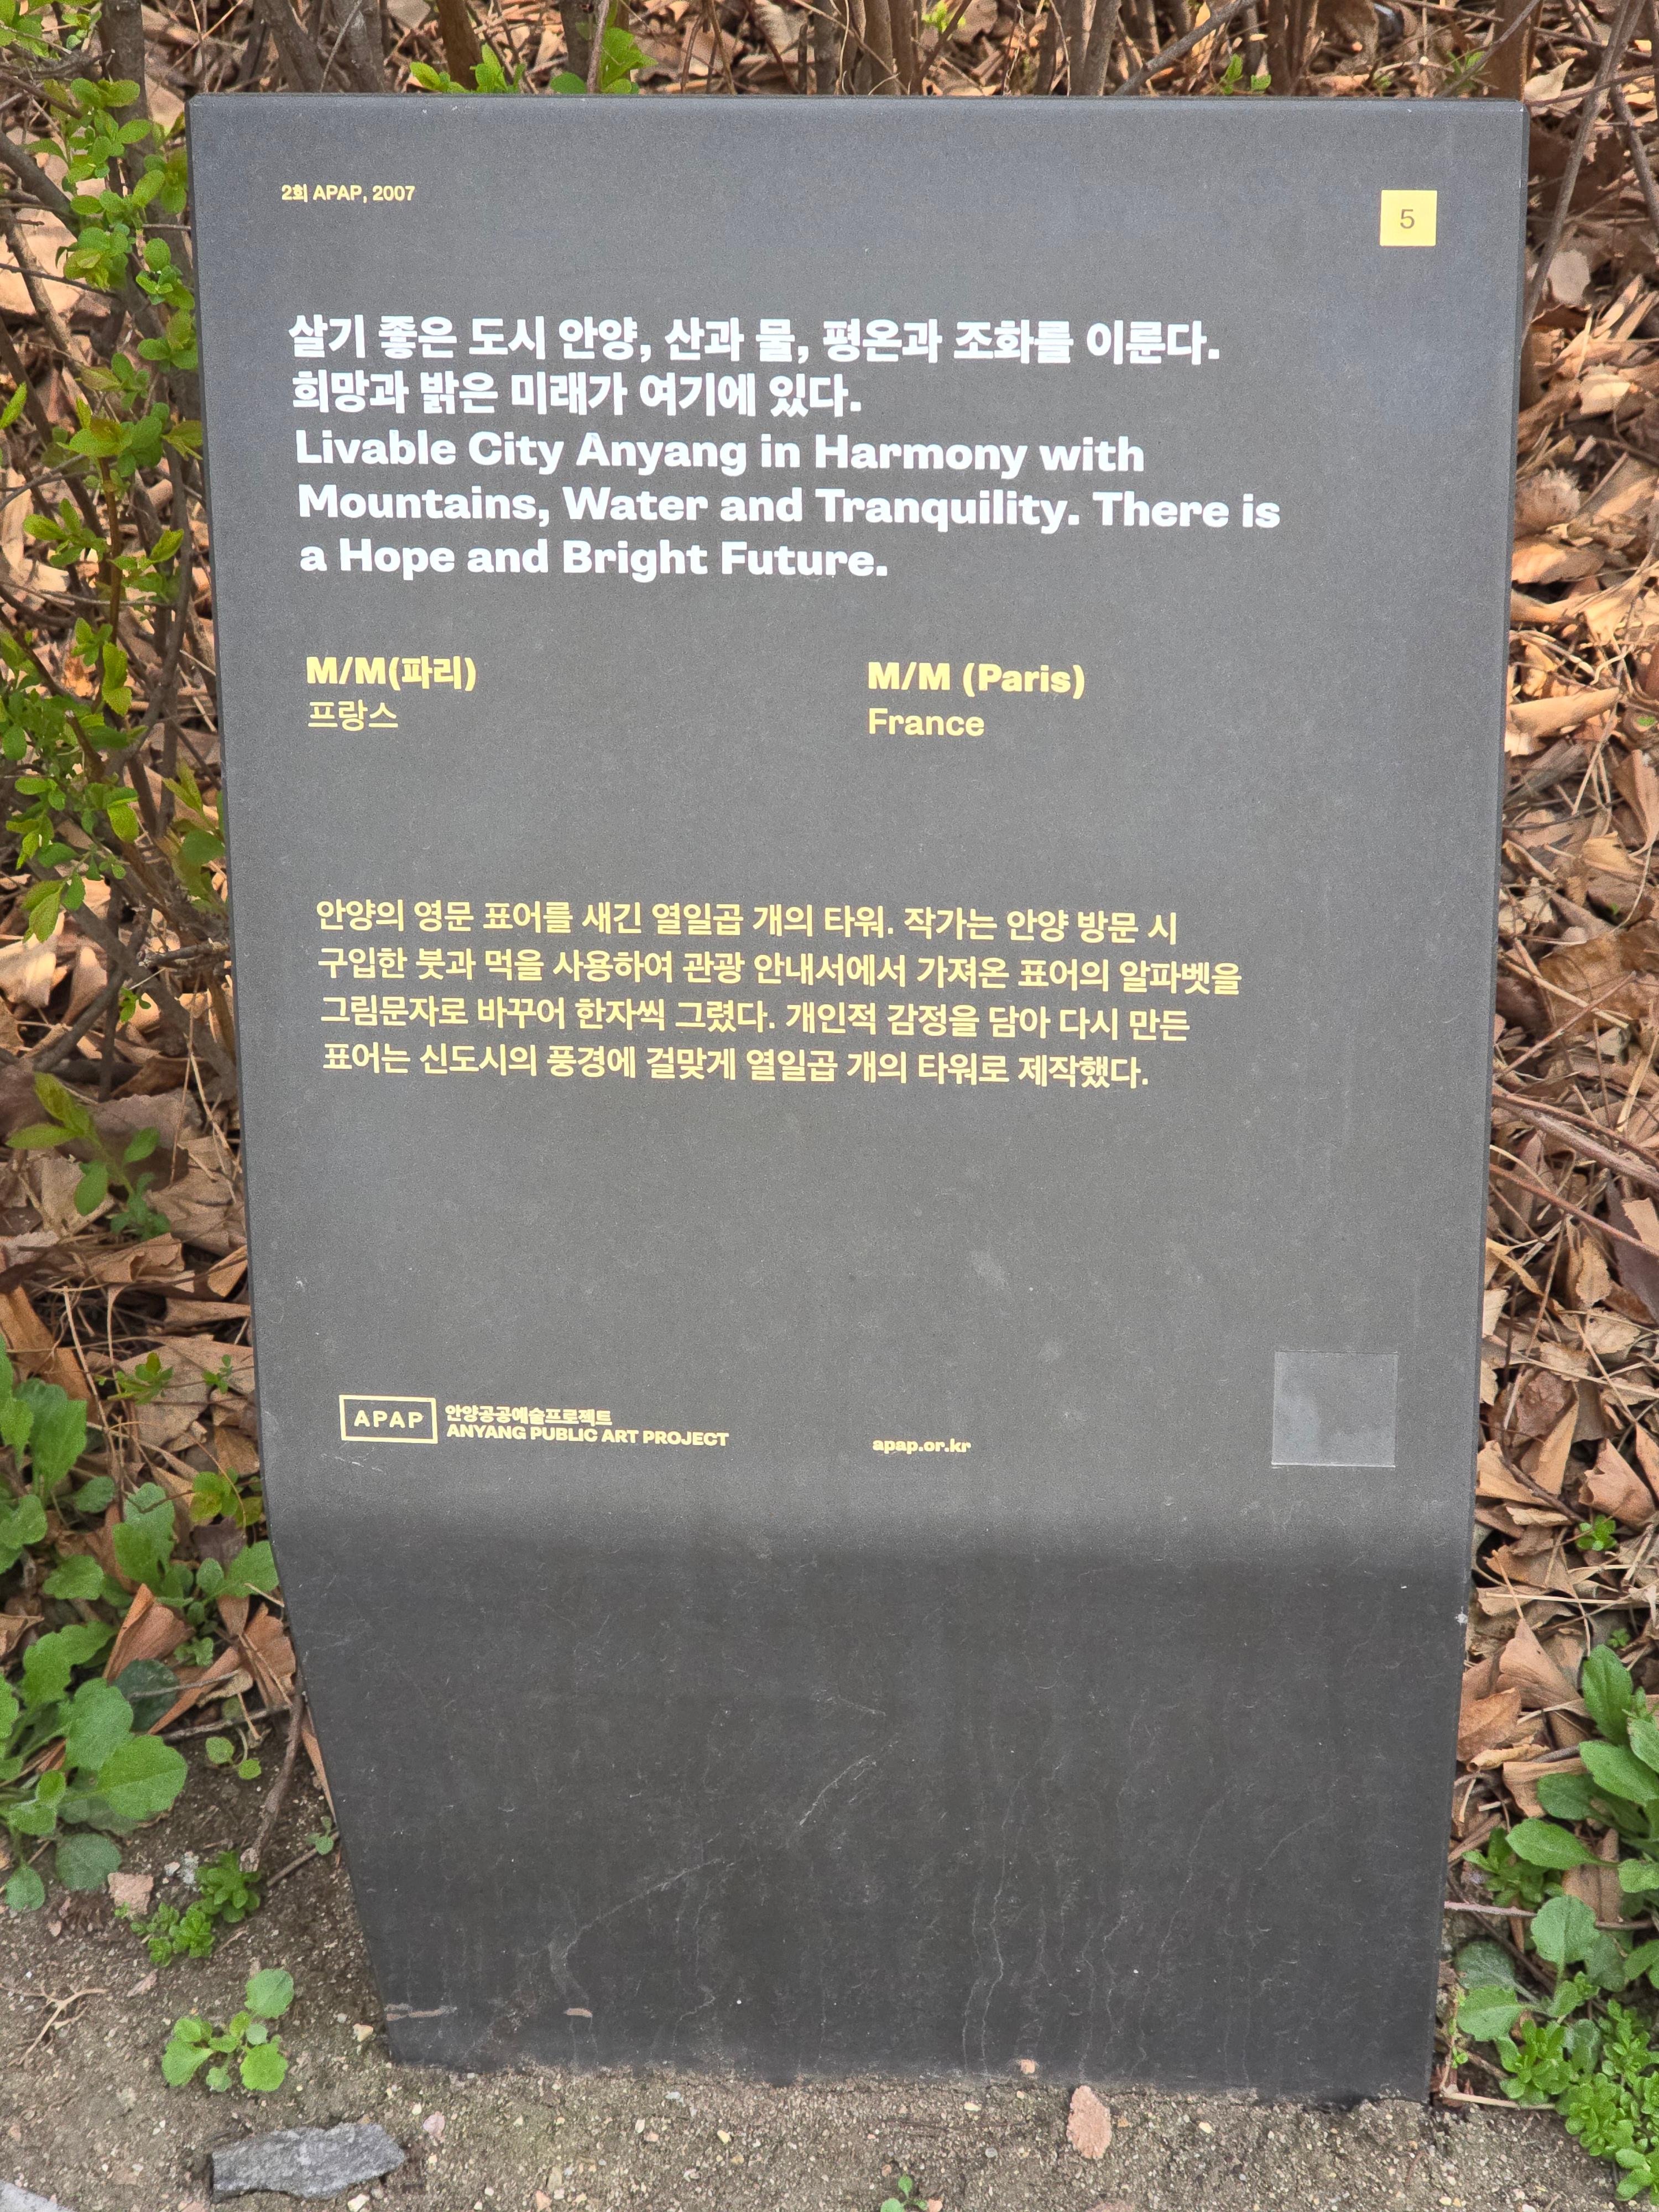 2회 APAP, 2007
5
살기 좋은 도시 안양, 산과 물, 평온과 조화를 이룬다.
희망과 밝은 미래가 여기에 있다.
Livable City Anyang in Harmony with
Mountains, Water and Tranquility. There is
a Hope and Bright Future.
M/M(파리)
프랑스
M/M (Paris)
France
안양의 영문 표어를 새긴 열일곱 개의 타워. 작가는 안양 방문 시
구입한 붓과 먹을 사용하여 관광 안내서에서 가져온 표어의 알파벳을
그림문자로 바꾸어 한자씩 그렸다. 개인적 감정을 담아 다시 만든
표어는 신도시의 풍경에 걸맞게 열일곱 개의 타워로 제작했다.
APAP
안양공공예술프로젝트
ANYANG PUBLIC ART PROJECT
apap.or.kr